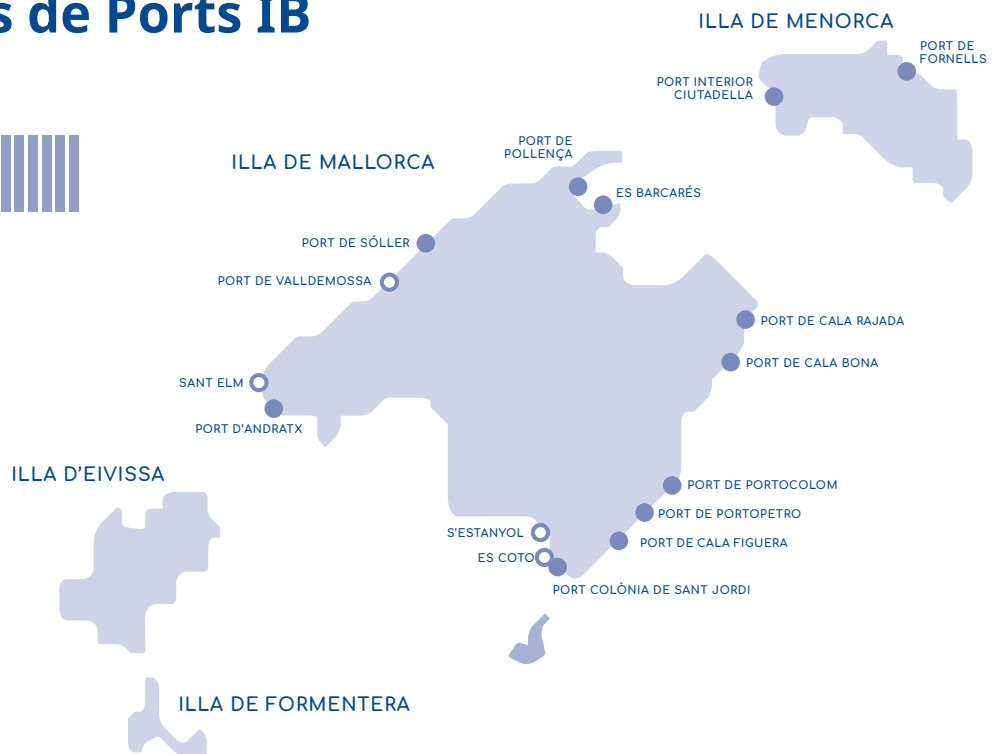 s de Ports IB
ILLA DE MENORCA
PORT DE
FORNELLS
PORT INTERIOR
CIUTADELLA
PORT DE
POLLENÇA
ILLA DE MALLORCA
ES BARCARÉS
PORT DE SÓLLER
PORT DE VALLDEMOSSA
PORT DE CALA RAJADA
PORT DE CALA BONA
SANT ELM
PORT D'ANDRATX
ILLA D'EIVISSA
PORT DE PORTOCOLOM
PORT DE PORTOPETRO
S'ESTANYOL
PORT DE CALA FIGUERA
ES COTO
PORT COLÒNIA DE SANT JORDI
ILLA DE FORMENTERA